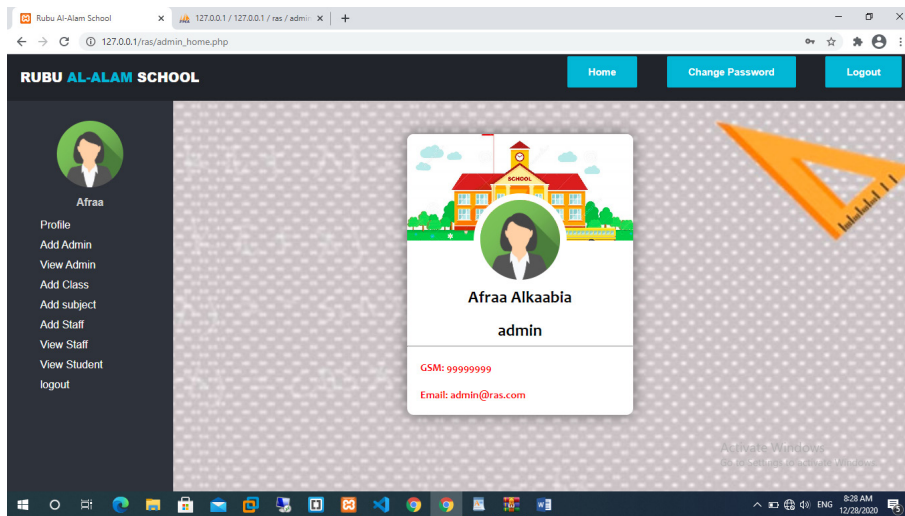 Rubu Al-Alam School
127.0.0.1 / 127.0.0.1 / ras / admin
127.0.0.1/ras/admin_home.php
RUBU AL-ALAM SCHOOL
Home
Change Password
Logout
Afraa
Profile
Add Admin
View Admin
Add Class
Add subject
Add Staff
View Staff
View Student
logout
SCHOOL
Afraa Alkaabia
admin
GSM: 99999999
Email: admin@ras.com
Activate Windows
ENG
8:28 AM
12/28/2020